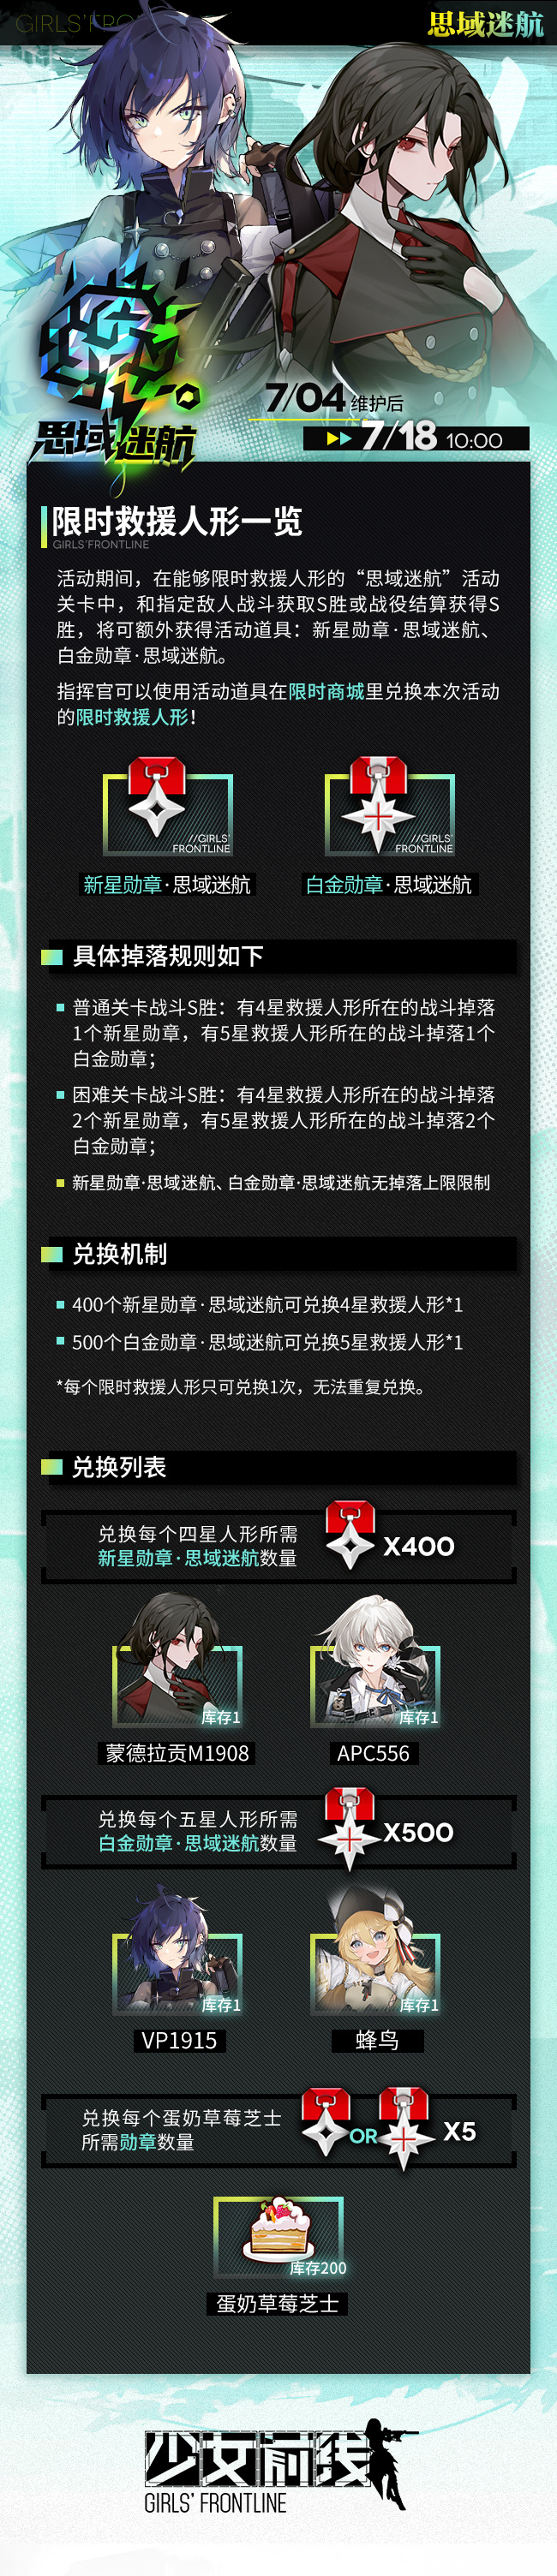 GIRLS'FRO
思域迷航
思域迷航
7/04 维护后
7/18 10:00
限时救援人形一览
GIRLS'FRONTLINE
活动期间，在能够限时救援人形的“思域迷航”活动
关卡中，和指定敌人战斗获取S胜或战役结算获得S
胜，将可额外获得活动道具：新星勋章·思域迷航、
白金勋章·思域迷航。
指挥官可以使用活动道具在限时商城里兑换本次活动
的限时救援人形！
//GIRLS'
FRONTLINE
//GIRLS'
FRONTLINE
新星勋章·思域迷航
白金勋章·思域迷航
具体掉落规则如下
普通关卡战斗S胜：有4星救援人形所在的战斗掉落
1个新星勋章，有5星救援人形所在的战斗掉落1个
白金勋章；
困难关卡战斗S胜：有4星救援人形所在的战斗掉落
2个新星勋章，有5星救援人形所在的战斗掉落2个
白金勋章；
新星勋章·思域迷航、白金勋章·思域迷航无掉落上限限制
兑换机制
400个新星勋章·思域迷航可兑换4星救援人形*1
500个白金勋章·思域迷航可兑换5星救援人形*1
*每个限时救援人形只可兑换1次，无法重复兑换。
兑换列表
兑换每个四星人形所需
新星勋章·思域迷航数量
X400
库存1
库存1
蒙德拉贡M1908
APC556
兑换每个五星人形所需
白金勋章·思域迷航数量
X500
库存1
库存1
VP1915
蜂鸟
兑换每个蛋奶草莓芝士
所需勋章数量
OR
X5
库存200
蛋奶草莓芝士
少女前线
GIRLS' FRONTLINE